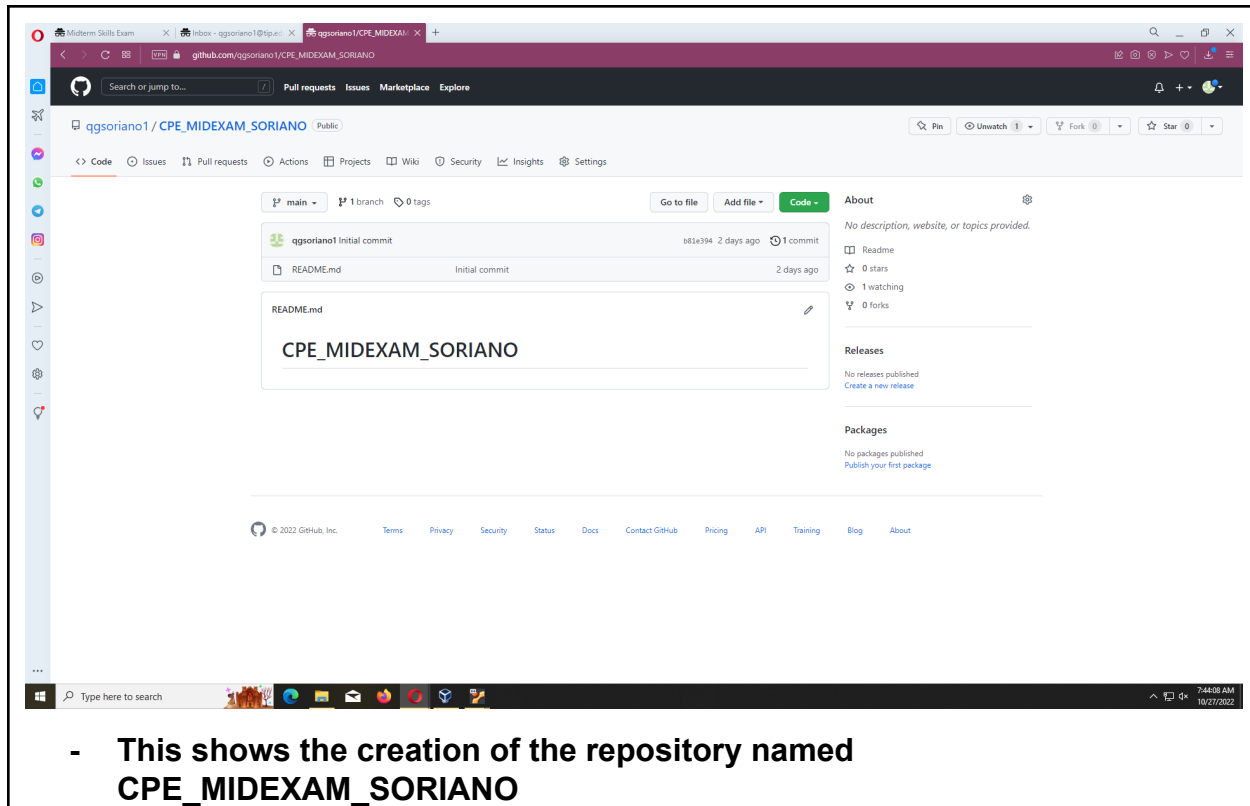 Midterm Skills Exam
Inbox - qgsoriano1@tip.ed
qgsoriano1/CPE_MIDEXAM
VPN github.com/qgsoriano1/CPE_MIDEXAM_SORIANO
Search or jump to... / Pull requests Issues Marketplace Explore
qgsoriano1 / CPE_MIDEXAM_SORIANO Public
Pin Unwatch 1 Fork 0 Star 0
<> Code Issues Pull requests Actions Projects Wiki Security Insights Settings
main 1 branch 0 tags Go to file Add file Code
qgsoriano1 Initial commit b81e394 2 days ago 1 commit
README.md Initial commit 2 days ago
README.md
CPE_MIDEXAM_SORIANO
About
No description, website, or topics provided.
Readme
0 stars
1 watching
0 forks
Releases
No releases published
Create a new release
Packages
No packages published
Publish your first package
© 2022 GitHub, Inc. Terms Privacy Security Status Docs Contact GitHub Pricing API Training Blog About
Type here to search
7:44:08 AM
10/27/2022
- This shows the creation of the repository named
CPE_MIDEXAM_SORIANO